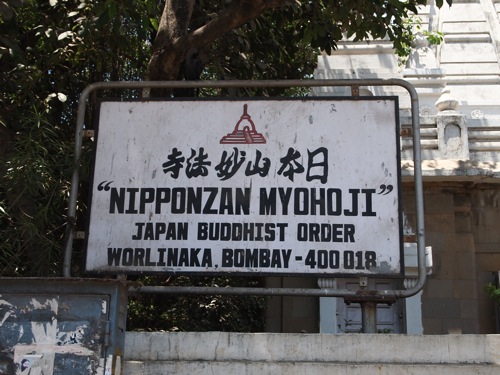 寺法妙山本日
"NIPPONZAN MYOHOJI"
JAPAN BUDDHIST ORDER
WORLINAKA, BOMBAY-400 018